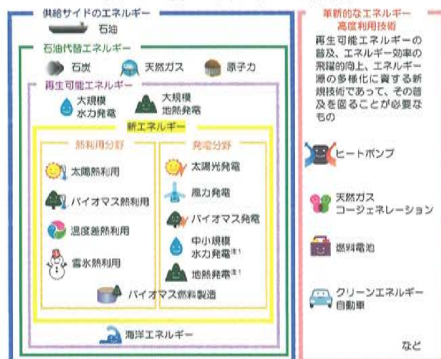 供給サイドのエネルギー
石油
石油代替エネルギー
石炭
天然ガス
原子力
再生可能エネルギー
大規模
水力発電
大規模
地熱発電
新エネルギー
熱利用分野
太陽熱利用
バイオマス熱利用
温度差熱利用
雪氷熱利用
発電分野
太陽光発電
風力発電
バイオマス発電
中小規模
水力発電注1
地熱発電注1
バイオマス燃料製造
海洋エネルギー
革新的なエネルギー
高度利用技術
再生可能エネルギーの
普及、エネルギー効率の
飛躍的向上、エネルギー
源の多様化に資する新
規技術であって、その普
及を図ることが必要な
もの
ヒートポンプ
天然ガス
コージェネレーション
燃料電池
クリーンエネルギー
自動車
など